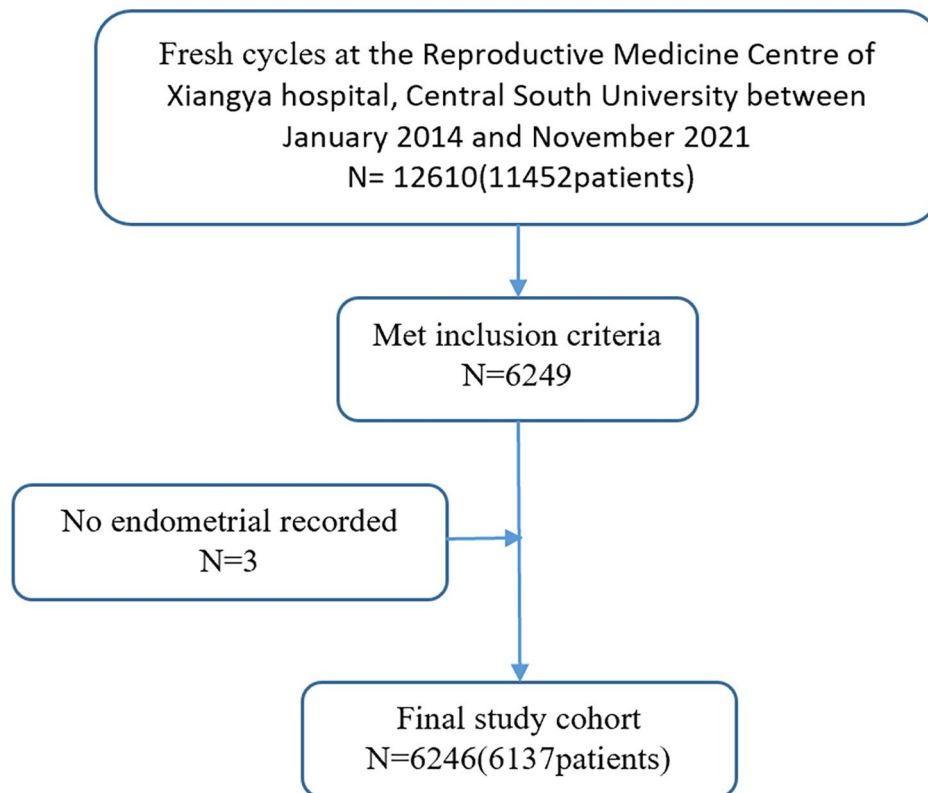 Fresh cycles at the Reproductive Medicine Centre of
Xiangya hospital, Central South University between
January 2014 and November 2021
N= 12610(11452patients)
Met inclusion criteria
N=6249
No endometrial recorded
N=3
Final study cohort
N=6246(6137patients)